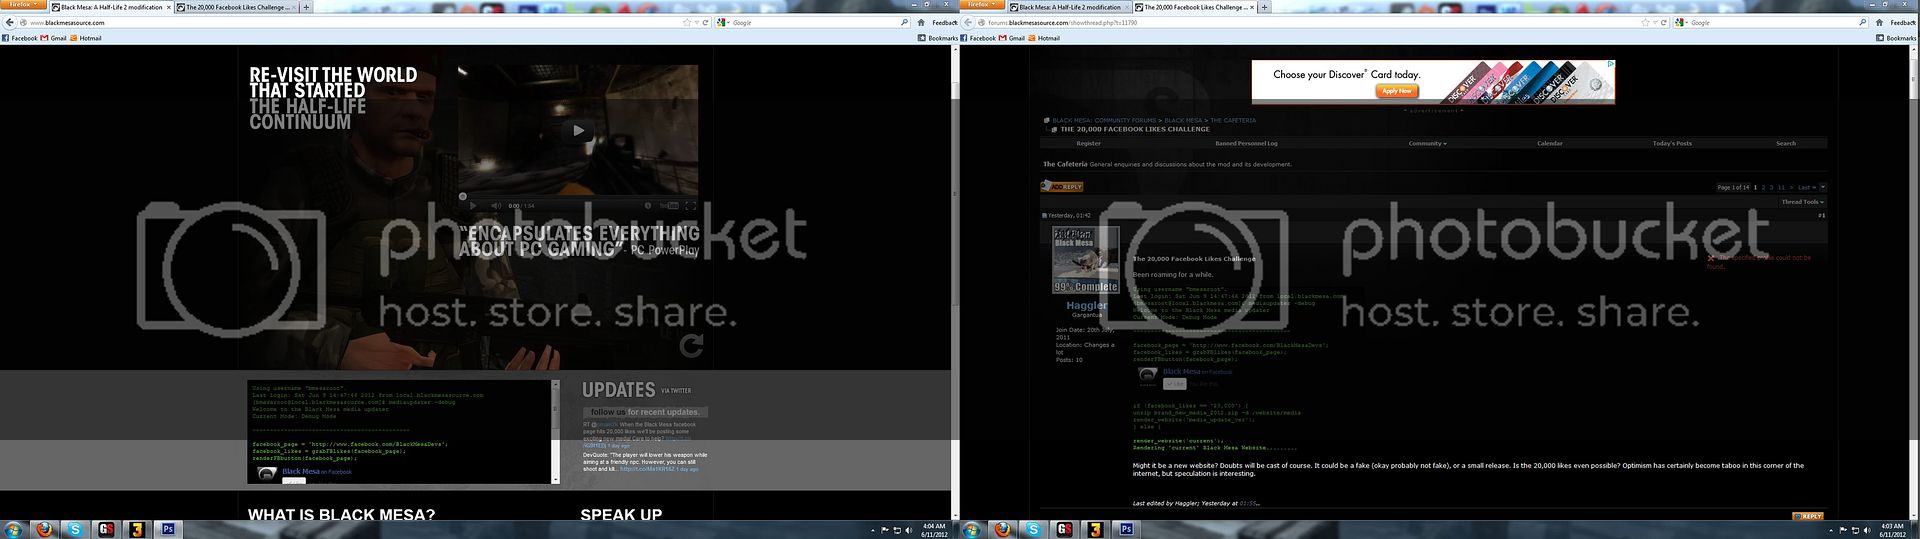 Firefox
Black Mesa: A Half-Life 2 modification
The 20,000 Facebook Likes Challenge ...
www.blackmesasource.com
Google
Feedback
Facebook
Gmail
Hotmail
Bookmarks
RE-VISIT THE WORLD
THAT STARTED
THE HALF-LIFE
CONTINUUM
0:00 / 1:54
"ENCAPSULATES EVERYTHING
ABOUT PC GAMING" - PC PowerPlay
photobucket
host. store. share.
Using username "bmessroot".
Last login: Sat Jun 9 14:47:46 2012 from local.blackmesa.com
[bmessroot@local.blackmesasource.com]$ mediaupdater -debug
Welcome to the Black Mesa media updater
Current Mode: Debug Mode
facebook_page = "http://www.facebook.com/BlackMesaDevs";
facebook_likes = grabFBlikes(facebook_page);
renderFBbutton(facebook_page);
Black Mesa on Facebook
Like
UPDATES VIA TWITTER
follow us for recent updates.
When the Black Mesa facebook
page hits 20,000 likes we'll be posting some
exciting new media! Care to help?
1 day ago
DevQuote: "The player will lower his weapon while
aiming at a friendly npc. However, you can still
shoot and kill...
1 day ago
WHAT IS BLACK MESA?
SPEAK UP
4:04 AM
6/11/2012
Firefox
Black Mesa: A Half-Life 2 modification
The 20,000 Facebook Likes Challenge ...
forums.blackmesasource.com/showthread.php?t=11790
Google
Feedback
Facebook
Gmail
Hotmail
Bookmarks
Choose your Discover® Card today.
Apply Now
DISCOVER
advertisement
BLACK MESA: COMMUNITY FORUMS > BLACK MESA > THE CAFETERIA
THE 20,000 FACEBOOK LIKES CHALLENGE
Register
Banned Personnel Log
Community
Calendar
Today's Posts
Search
The Cafeteria General enquiries and discussions about the mod and its development.
ADD REPLY
Page 1 of 14 1 2 3 11 > Last
Thread Tools
Yesterday, 01:42
#1
Black Mesa
99% Complete
Haggler
Gargantua
Join Date: 20th July,
2011
Location: Changes a
lot
Posts: 10
The 20,000 Facebook Likes Challenge
Been roaming for a while.
photobucket
host. store. share.
The specified profile could not be
found.
Using username "bmessroot".
Last login: Sat Jun 9 14:47:46 2012 from local.blackmesa.com
mediaupdater -debug
Welcome to the Black Mesa media updater
Current Mode: Debug Mode
facebook_page = "http://www.facebook.com/BlackMesaDevs";
facebook_likes = grabFBlikes(facebook_page);
renderFBbutton(facebook_page);
Black Mesa on Facebook
Like
You like this.
if (facebook_likes == "20,000") {
unzip brand_new_media_2012.zip -d /website/media
render_website('media_update_ver');
} else {
render_website('current');
Rendering 'current' Black Mesa Website.........
Might it be a new website? Doubts will be cast of course. It could be a fake (okay probably not fake), or a small release. Is the 20,000 likes even possible? Optimism has certainly become taboo in this corner of the
internet, but speculation is interesting.
Last edited by Haggler; Yesterday at 01:55..
REPLY
4:03 AM
6/11/2012